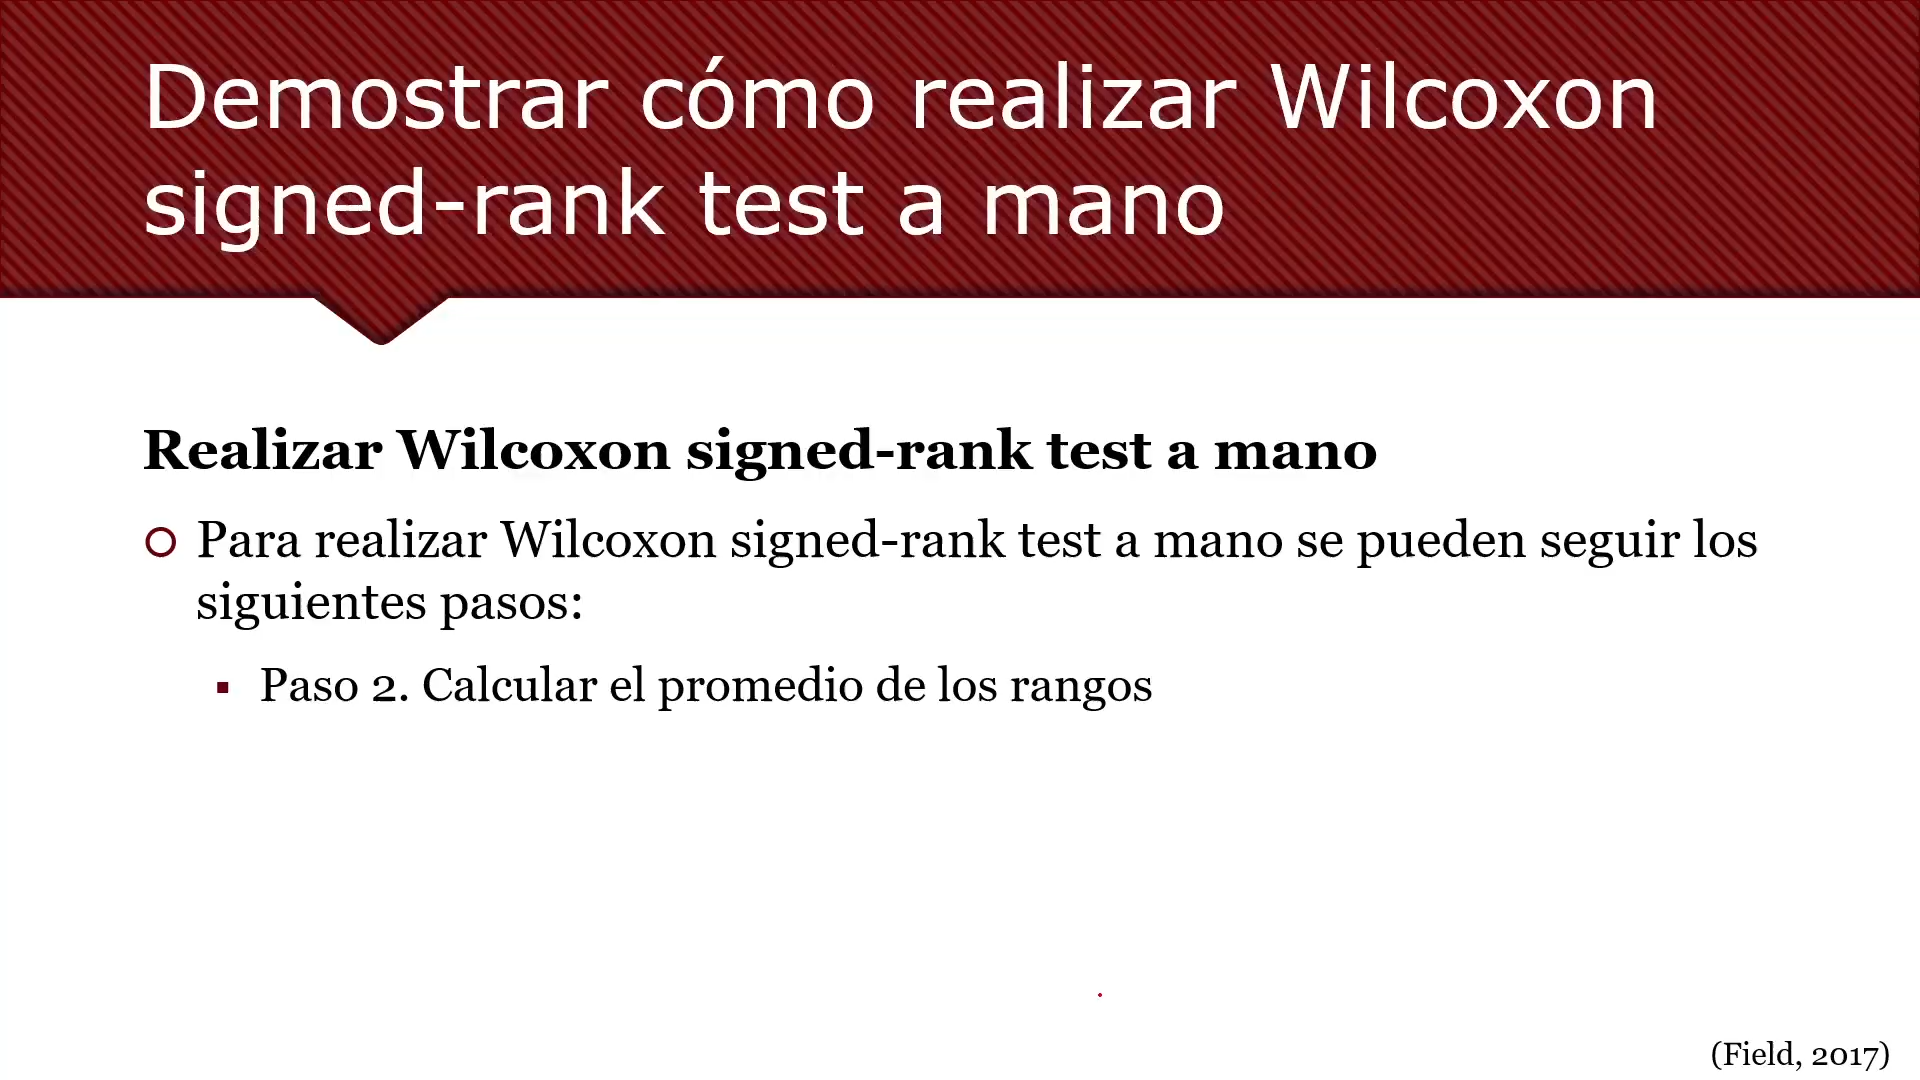 Demostrar cómo realizar Wilcoxon
signed-rank test a mano
Realizar Wilcoxon signed-rank test a mano
Para realizar Wilcoxon signed-rank test a mano se pueden seguir los
siguientes pasos:
Paso 2. Calcular el promedio de los rangos
(Field, 2017)